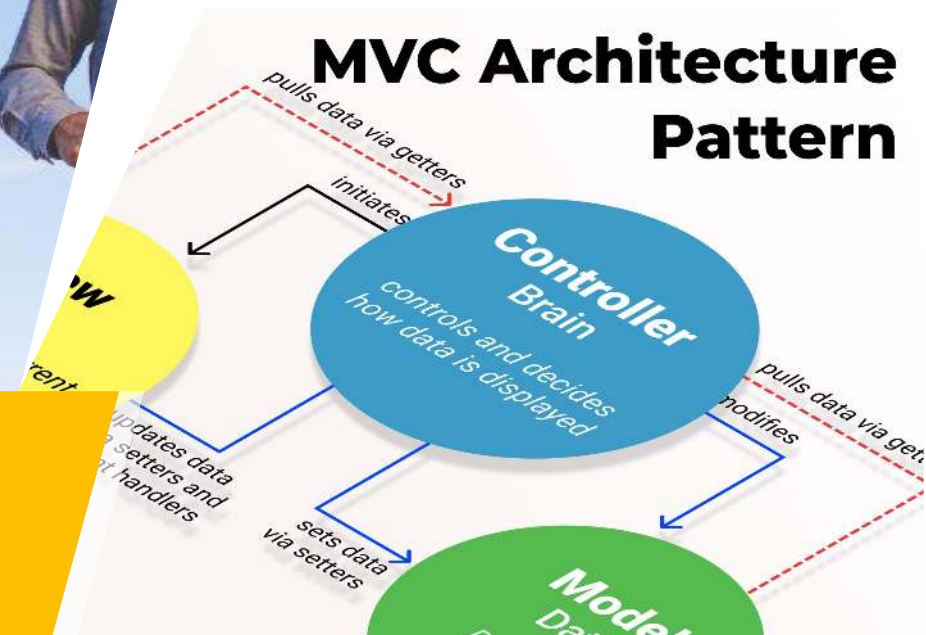 MVC Architecture
Pattern
pulls data via getters
initiates
Controller
Brain
controls and decides
how data is displayed
pulls data via
modifies
updates data
setters and
handlers
sets data
via setters
Model